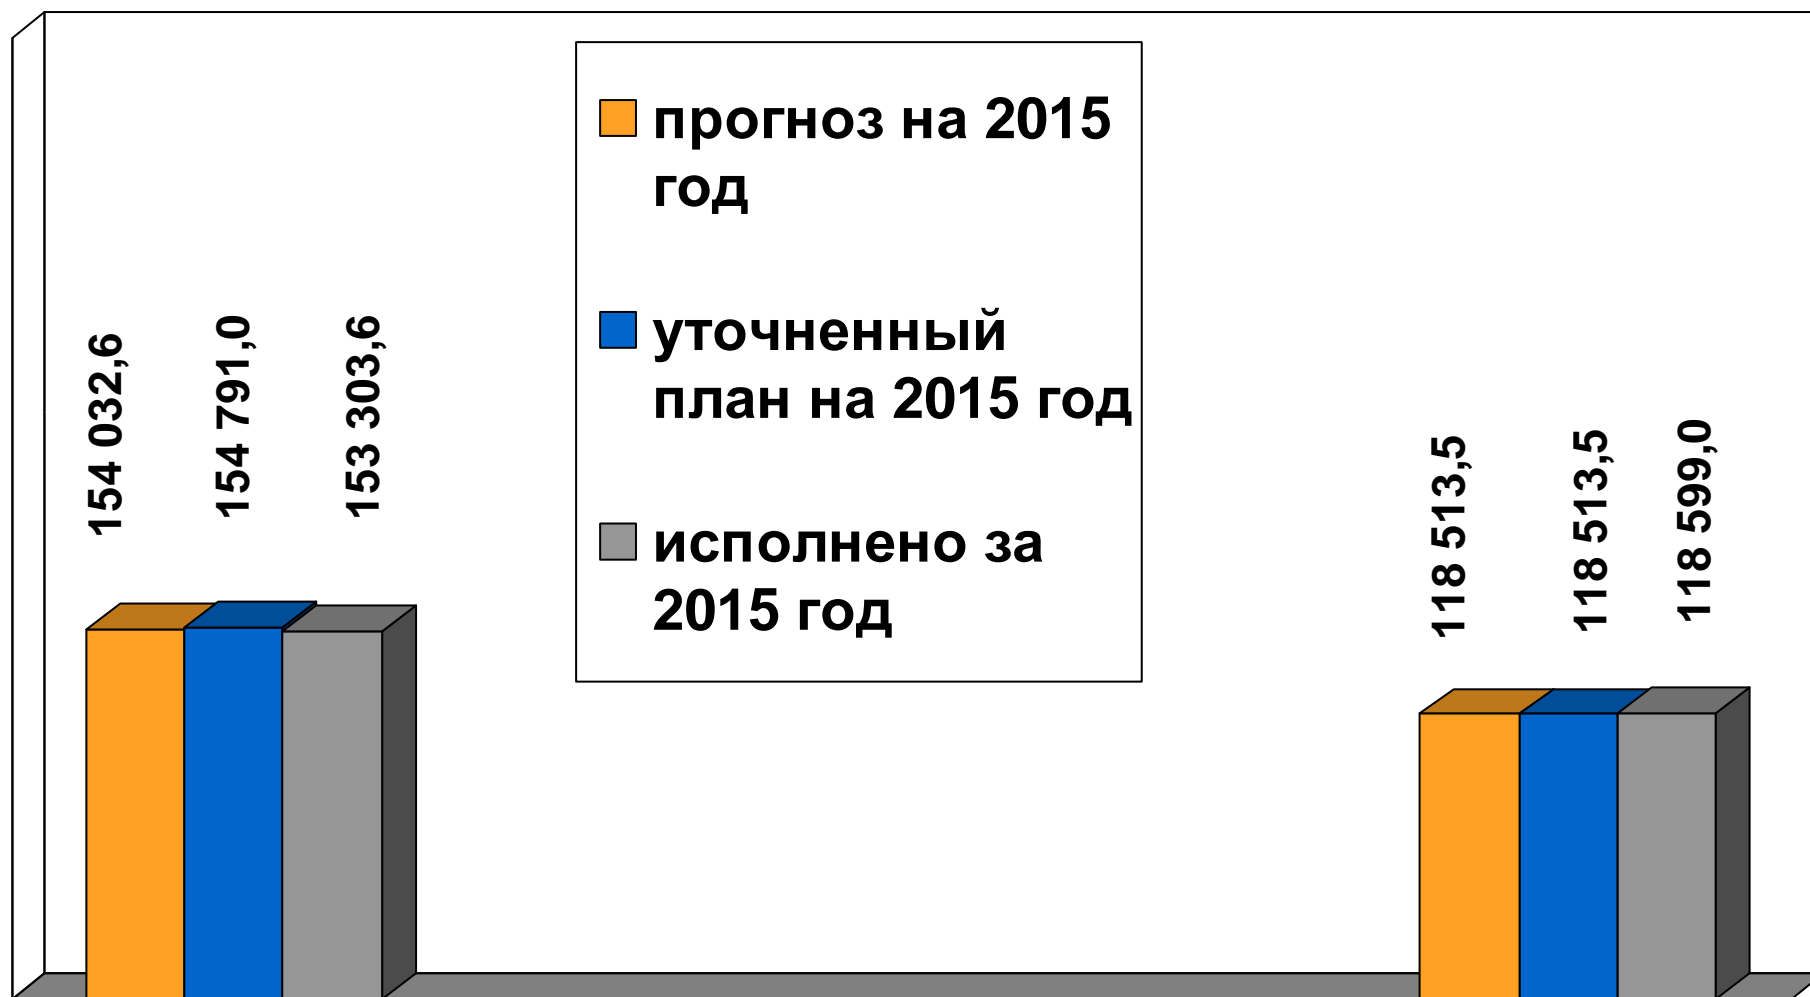 прогноз на 2015
год
уточненный
план на 2015 год
исполнено за
2015 год
154 032,6
154 791,0
153 303,6
118 513,5
118 513,5
118 599,0